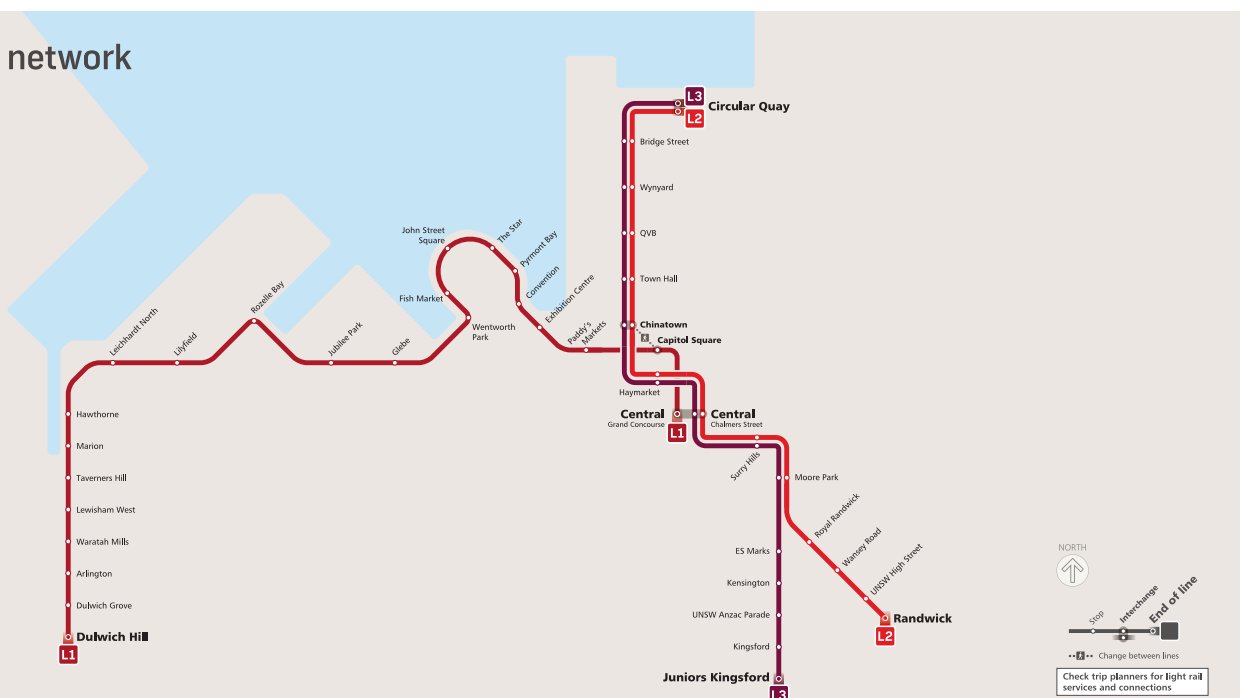 network
L3
Circular Quay
L2
Bridge Street
Wynyard
QVB
Town Hall
Chinatown
Capitol Square
Haymarket
Central
Grand Concourse
L1
Central
Chalmers Street
Surry Hills
Moore Park
Royal Randwick
Wansey Road
UNSW High Street
Randwick
L2
ES Marks
Kensington
UNSW Anzac Parade
Kingsford
Juniors Kingsford
L3
Paddy's
Markets
Exhibition Centre
Convention
Pyrmont Bay
The Star
John Street
Square
Fish Market
Wentworth
Park
Glebe
Jubilee Park
Rozelle Bay
Lilyfield
Leichhardt North
Hawthorne
Marion
Taverners Hill
Lewisham West
Waratah Mills
Arlington
Dulwich Grove
Dulwich Hill
L1
NORTH
Stop
Interchange
End of line
Change between lines
Check trip planners for light rail
services and connections